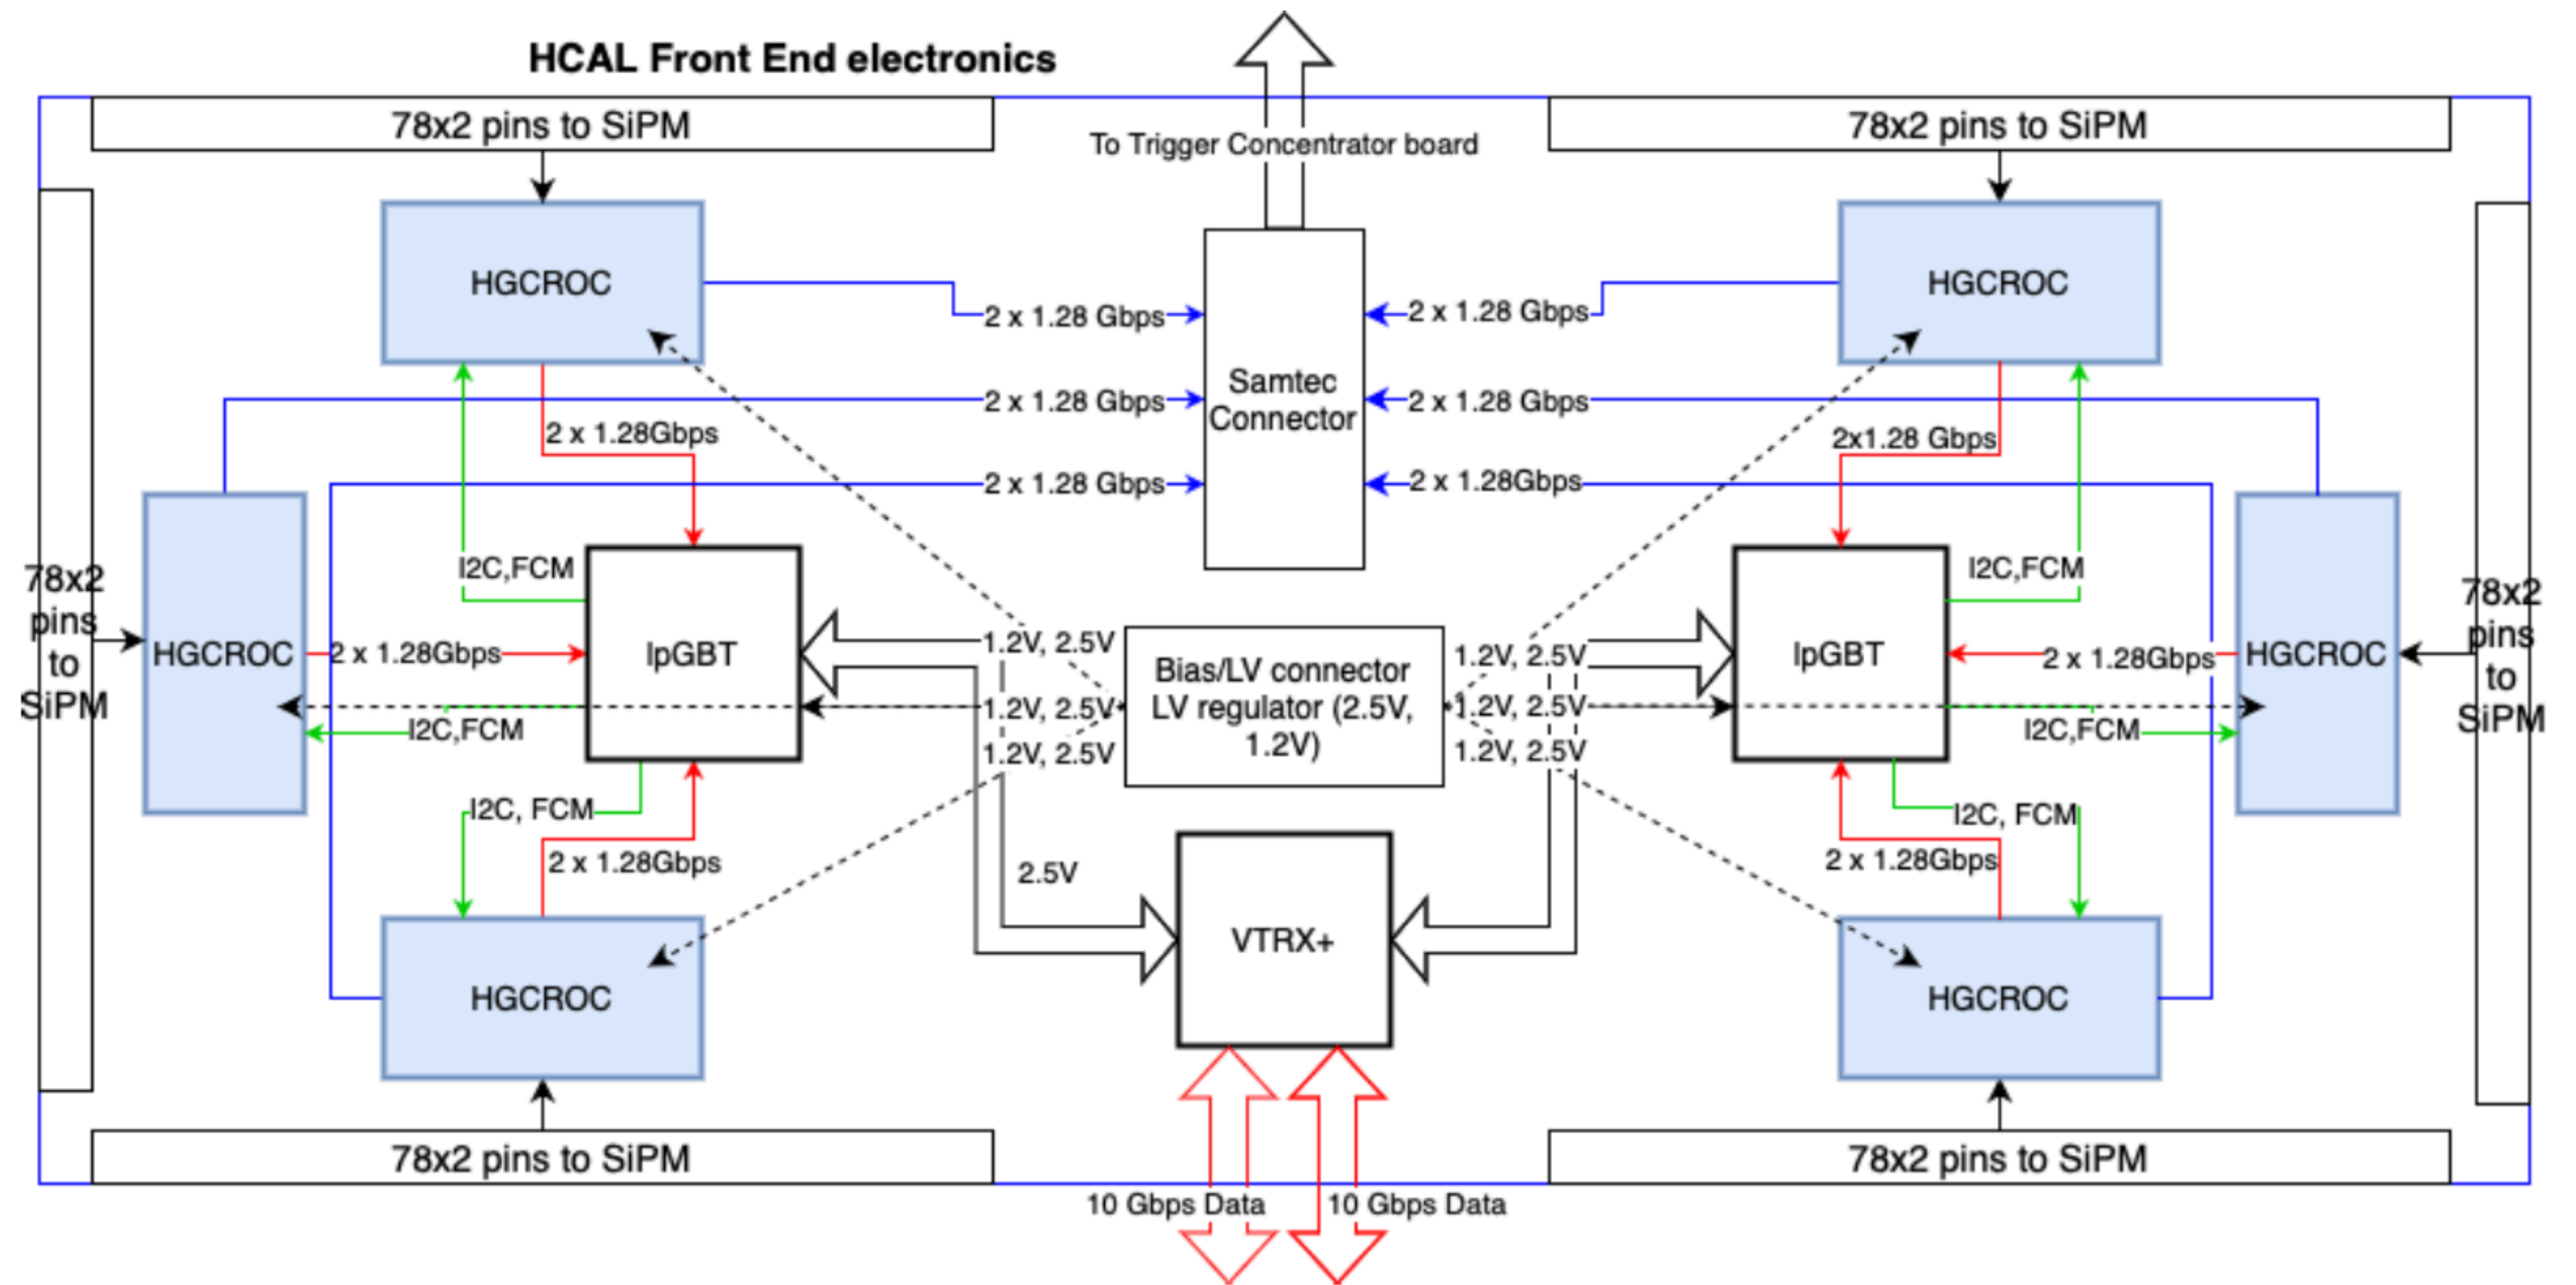 HCAL Front End electronics
78x2 pins to SiPM
78x2 pins to SiPM
To Trigger Concentrator board
HGCROC
HGCROC
2 x 1.28 Gbps
2 x 1.28 Gbps
Samtec
Connector
2 x 1.28 Gbps
2 x 1.28 Gbps
2 x 1.28Gbps
2x1.28 Gbps
2 x 1.28 Gbps
2 x 1.28Gbps
I2C,FCM
I2C,FCM
78x2
pins
to
SiPM
HGCROC
2 x 1.28Gbps
IpGBT
1.2V, 2.5V
1.2V, 2.5V
1.2V, 2.5V
Bias/LV connector
LV regulator (2.5V,
1.2V)
1.2V, 2.5V
1.2V, 2.5V
1.2V, 2.5V
IpGBT
2 x 1.28Gbps
HGCROC
78x2
pins
to
SiPM
I2C,FCM
I2C,FCM
I2C, FCM
I2C, FCM
2 x 1.28Gbps
2 x 1.28Gbps
2.5V
VTRX+
HGCROC
HGCROC
78x2 pins to SiPM
78x2 pins to SiPM
10 Gbps Data
10 Gbps Data